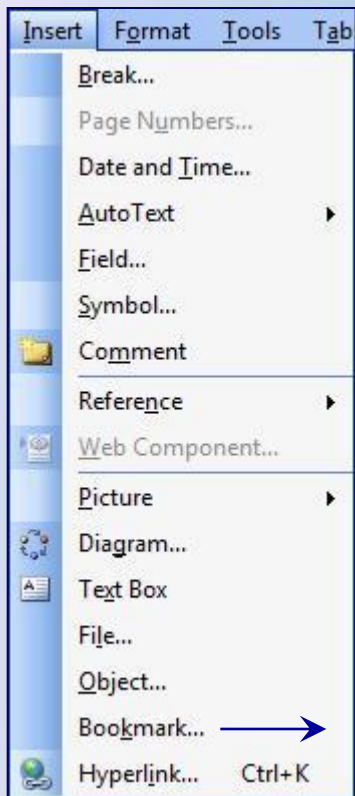 Insert Format Tools Tab
Break...
Page Numbers...
Date and Time...
AutoText
Field...
Symbol...
Comment
Reference
Web Component...
Picture
Diagram...
Text Box
File...
Object...
Bookmark...
Hyperlink... Ctrl+K